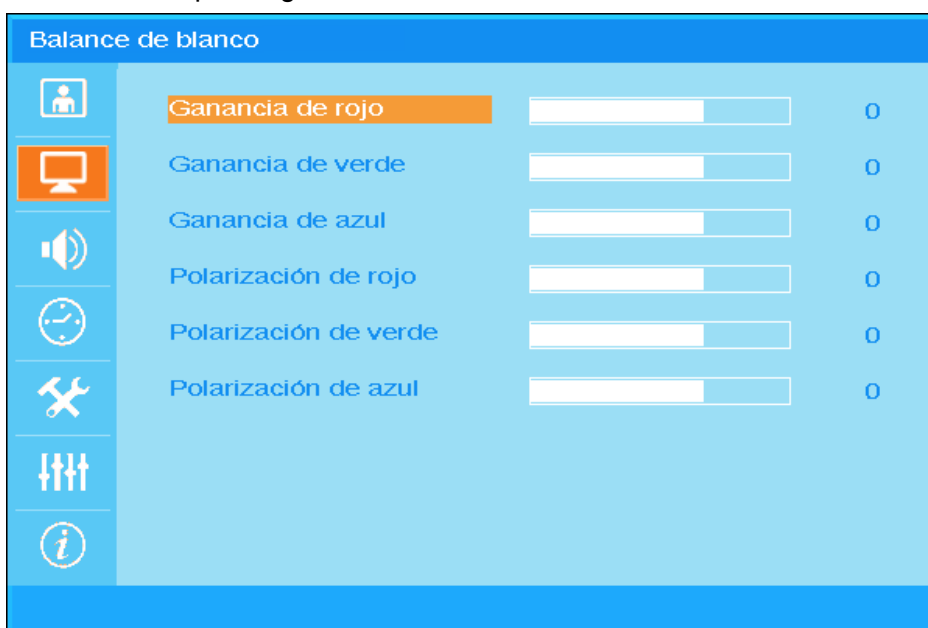 Balance de blanco
Ganancia de rojo 0
Ganancia de verde 0
Ganancia de azul 0
Polarización de rojo 0
Polarización de verde 0
Polarización de azul 0
i